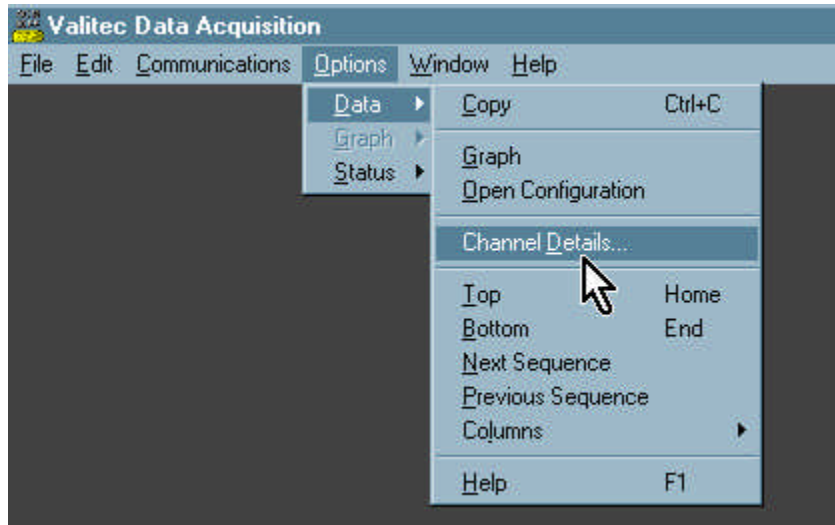 Valitec Data Acquisition
File Edit Communications Options Window Help
Data
Graph
Status
Copy Ctrl+C
Graph
Open Configuration
Channel Details...
Top Home
Bottom End
Next Sequence
Previous Sequence
Columns
Help F1